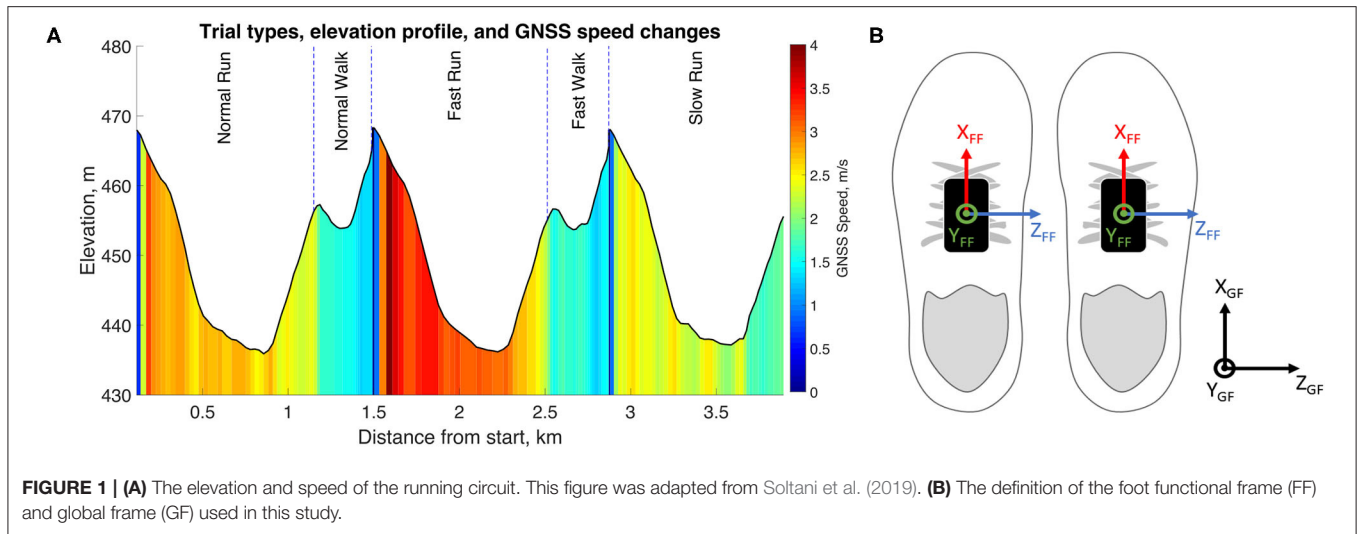 A
Trial types, elevation profile, and GNSS speed changes
480
470
460
450
440
430
Elevation, m
Normal Run
Normal Walk
Fast Run
Fast Walk
Slow Run
0.5
1
1.5
2
2.5
3
3.5
Distance from start, km
4
3.5
3
2.5
2
1.5
1
0.5
0
GNSS Speed, m/s
B
XFF
YFF
ZFF
XFF
YFF
ZFF
XGF
YGF
ZGF
FIGURE 1 | (A) The elevation and speed of the running circuit. This figure was adapted from Soltani et al. (2019). (B) The definition of the foot functional frame (FF)
and global frame (GF) used in this study.